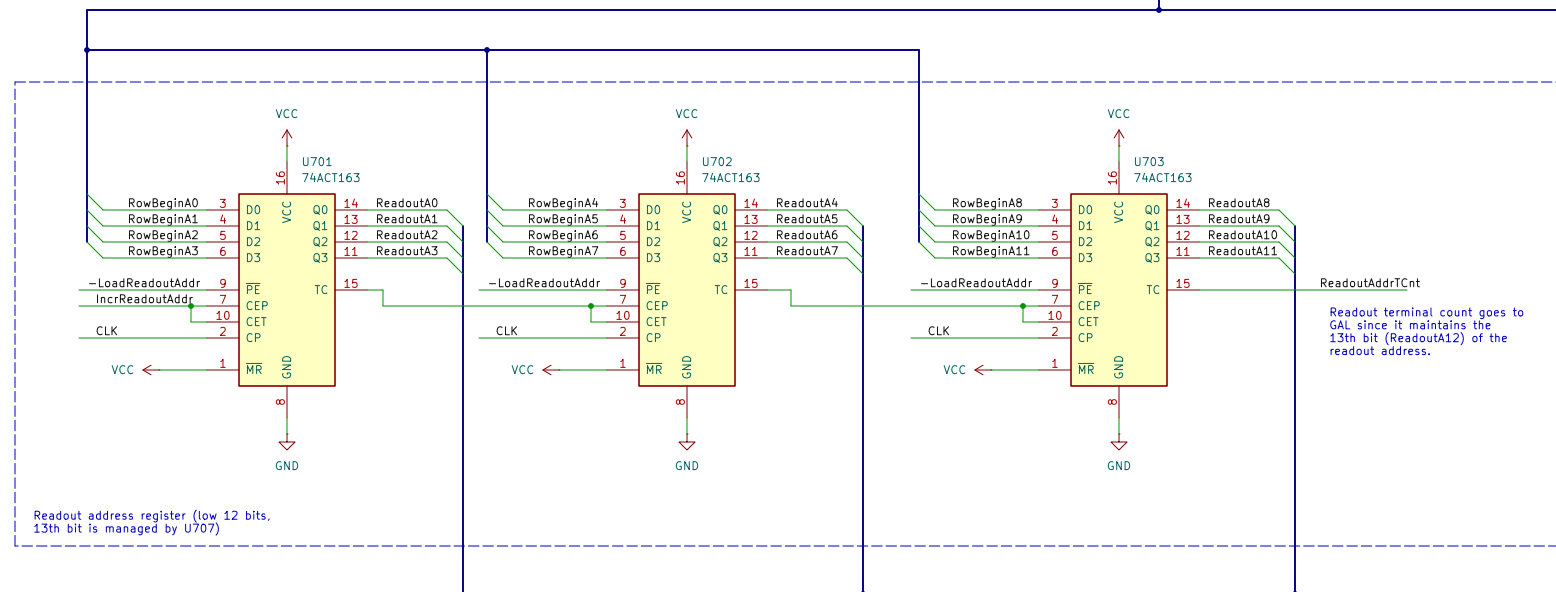 VCC
U701
74ACT163
16
VCC
RowBeginA0 3 D0 Q0 14 ReadoutA0
RowBeginA1 4 D1 Q1 13 ReadoutA1
RowBeginA2 5 D2 Q2 12 ReadoutA2
RowBeginA3 6 D3 Q3 11 ReadoutA3
-LoadReadoutAddr 9 PE TC 15
IncrReadoutAddr 7 CEP
10 CET
CLK 2 CP
VCC 1 MR
GND
8
GND
VCC
U702
74ACT163
16
VCC
RowBeginA4 3 D0 Q0 14 ReadoutA4
RowBeginA5 4 D1 Q1 13 ReadoutA5
RowBeginA6 5 D2 Q2 12 ReadoutA6
RowBeginA7 6 D3 Q3 11 ReadoutA7
-LoadReadoutAddr 9 PE TC 15
7 CEP
10 CET
CLK 2 CP
VCC 1 MR
GND
8
GND
VCC
U703
74ACT163
16
VCC
RowBeginA8 3 D0 Q0 14 ReadoutA8
RowBeginA9 4 D1 Q1 13 ReadoutA9
RowBeginA10 5 D2 Q2 12 ReadoutA10
RowBeginA11 6 D3 Q3 11 ReadoutA11
-LoadReadoutAddr 9 PE TC 15 ReadoutAddrTCnt
7 CEP
10 CET
CLK 2 CP
VCC 1 MR
GND
8
GND
Readout terminal count goes to
GAL since it maintains the
13th bit (ReadoutA12) of the
readout address.
Readout address register (low 12 bits,
13th bit is managed by U707)